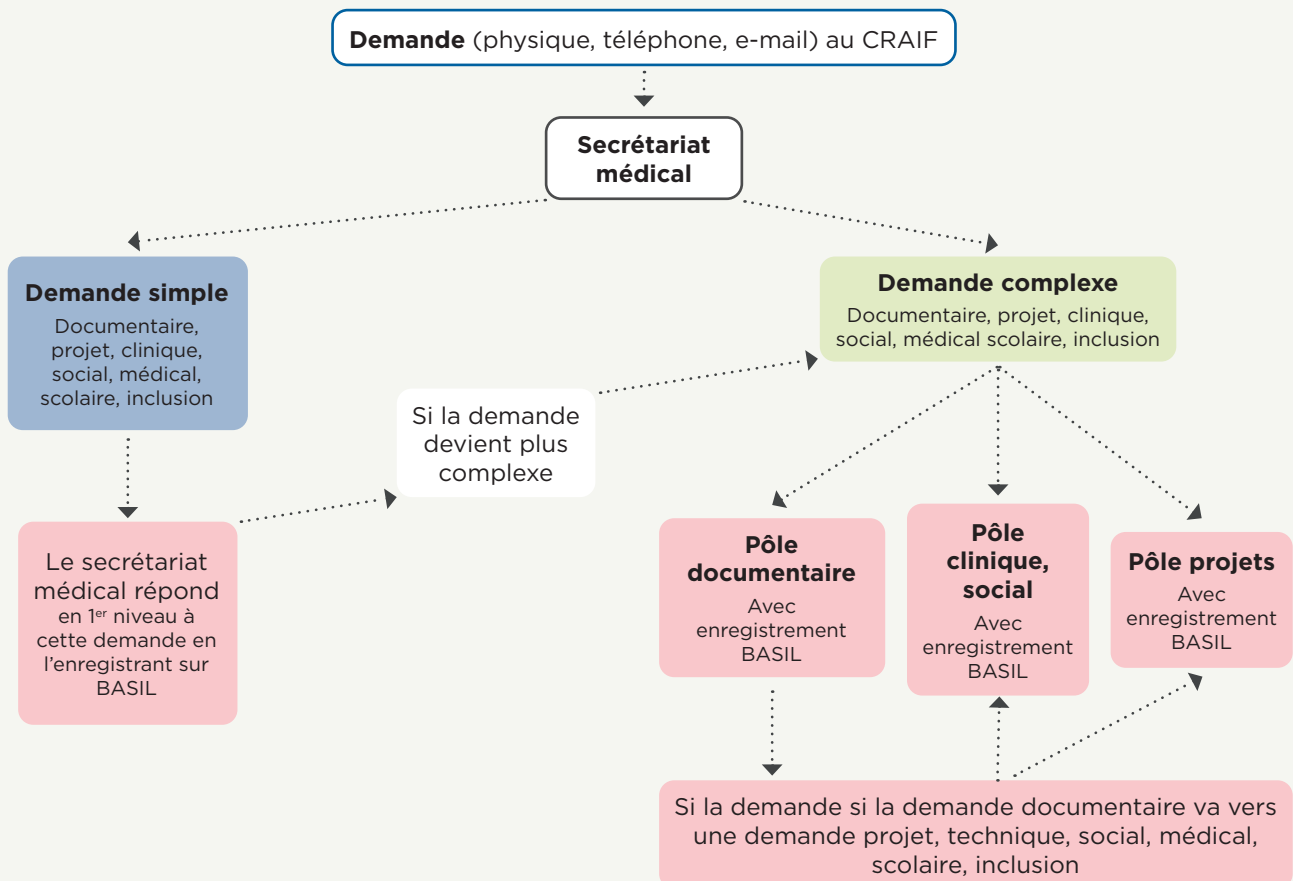 Demande (physique, téléphone, e-mail) au CRAIF
Secrétariat
médical
Demande simple
Documentaire,
projet, clinique,
social, médical,
scolaire, inclusion
Demande complexe
Documentaire, projet, clinique,
social, médical scolaire, inclusion
Si la demande
devient plus
complexe
Le secrétariat
médical répond
en 1er niveau à
cette demande en
l'enregistrant sur
BASIL
Pôle
documentaire
Avec
enregistrement
BASIL
Pôle
clinique,
social
Avec
enregistrement
BASIL
Pôle projets
Avec
enregistrement
BASIL
Si la demande si la demande documentaire va vers
une demande projet, technique, social, médical,
scolaire, inclusion